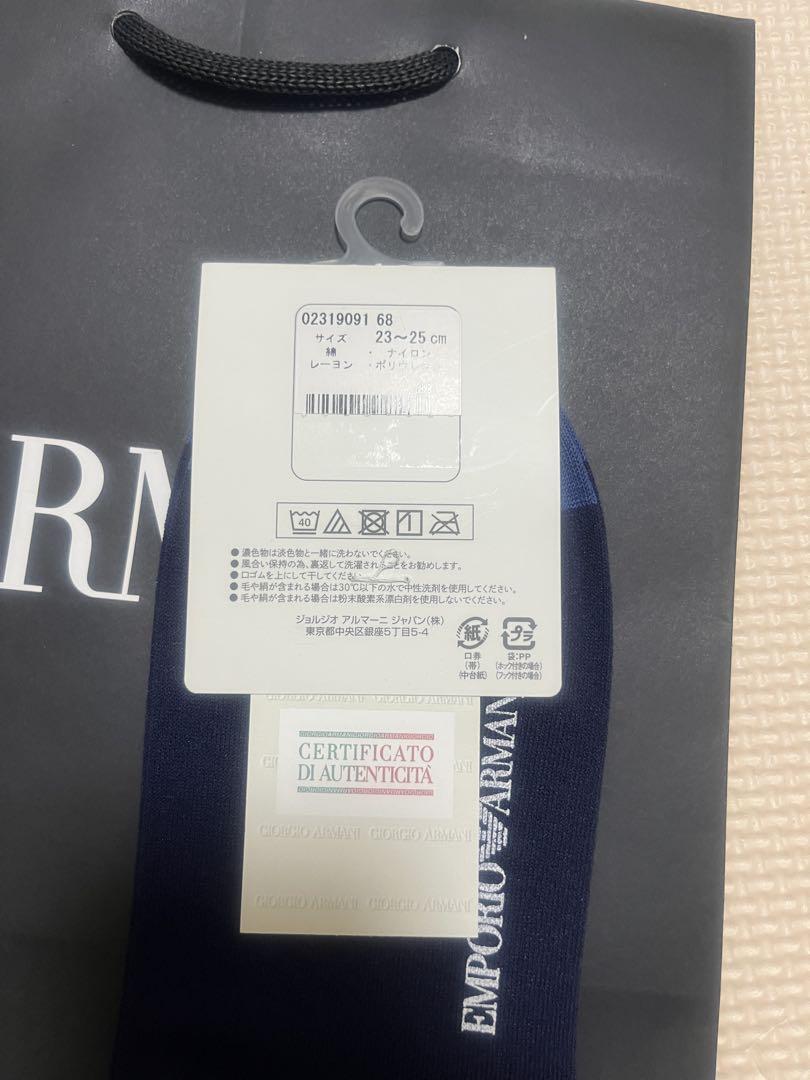 02319091 68
サイズ 23～25cm
綿 ・ ナイロン
レーヨン ・ポリウレ
40
●濃色物は淡色物と一緒に洗わないでください。
●風合い保持の為、裏返して洗濯されることをお勧めします。
●口ゴムを上にして干してください。
●毛や絹が含まれる場合は30℃以下の水で中性洗剤を使用してください。
●毛や絹が含まれる場合は粉末酸素系漂白剤を使用しないでください。
ジョルジオ アルマーニ ジャパン(株)
東京都中央区銀座5丁目5-4
紙
口券
(帯)
(中台紙)
プラ
袋:PP
(ホック付きの場合)
(フック付きの場合)
RM
GIORGIO ARMANI GIORGIO ARMANI
CERTIFICATO
DI AUTENTICITÀ
GIORGIO ARMANI GIORGIO ARMANI
GIORGIO ARMANI GIORGIO ARMANI
EMPORIO ARMAN